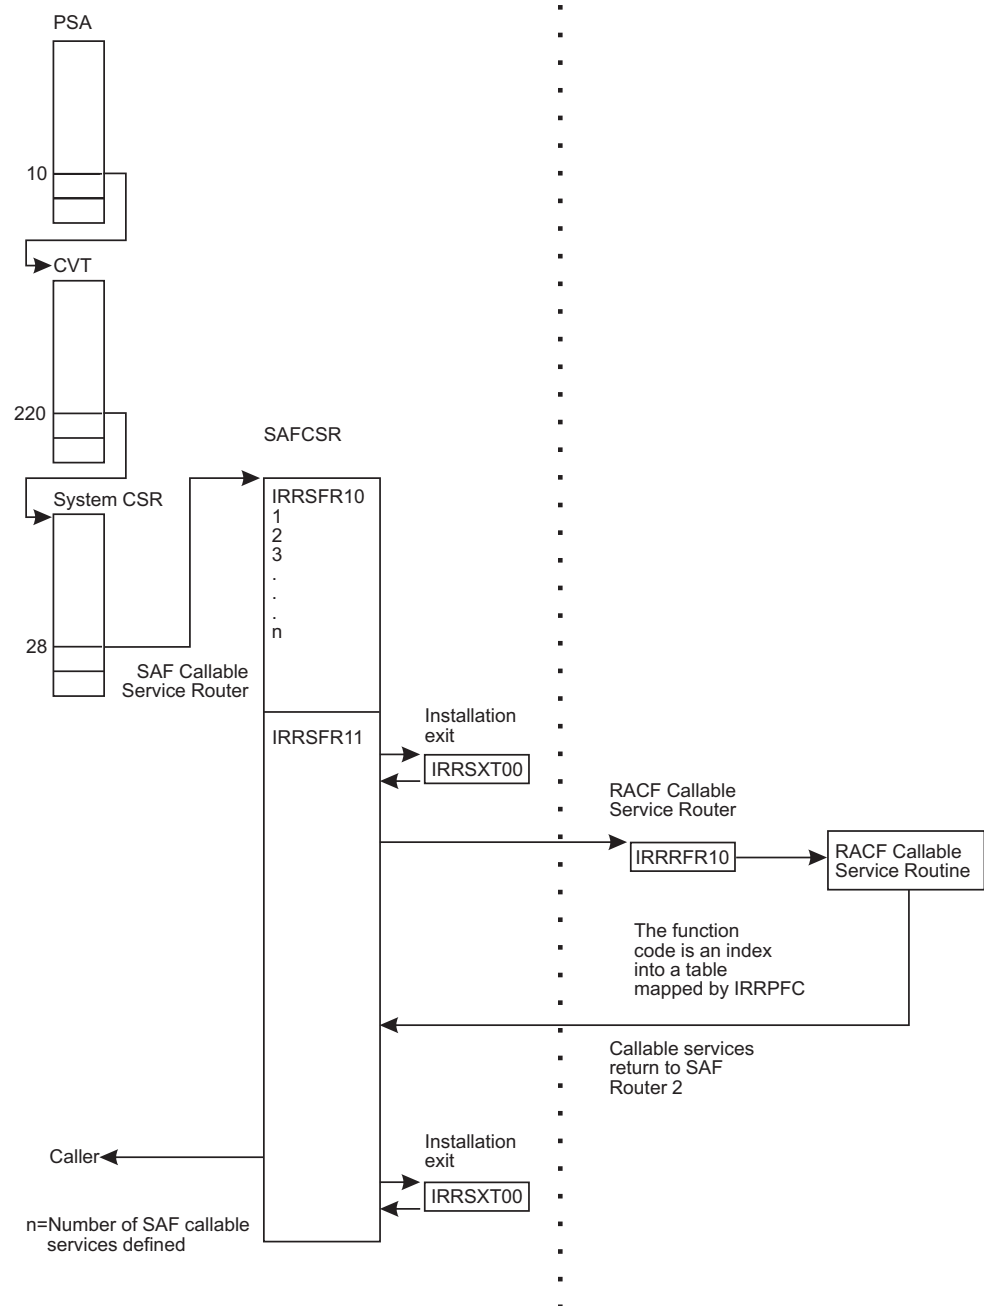 PSA
10
CVT
220
SAFCSR
System CSR
IRRSFR10
1
2
3
.
.
.
n
28
SAF Callable
Service Router
IRRSFR11
Installation
exit
IRRSXT00
RACF Callable
Service Router
IRRRFR10
RACF Callable
Service Routine
The function
code is an index
into a table
mapped by IRRPFC
Callable services
return to SAF
Router 2
Installation
exit
IRRSXT00
Caller
n=Number of SAF callable
services defined